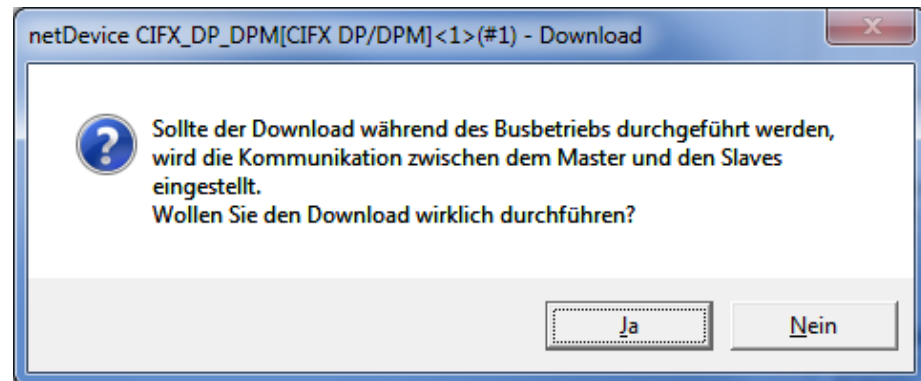 netDevice CIFX_DP_DPM[CIFX DP/DPM]<1>(#1) - Download
Sollte der Download während des Busbetriebs durchgeführt werden,
wird die Kommunikation zwischen dem Master und den Slaves
eingestellt.
Wollen Sie den Download wirklich durchführen?
Ja
Nein